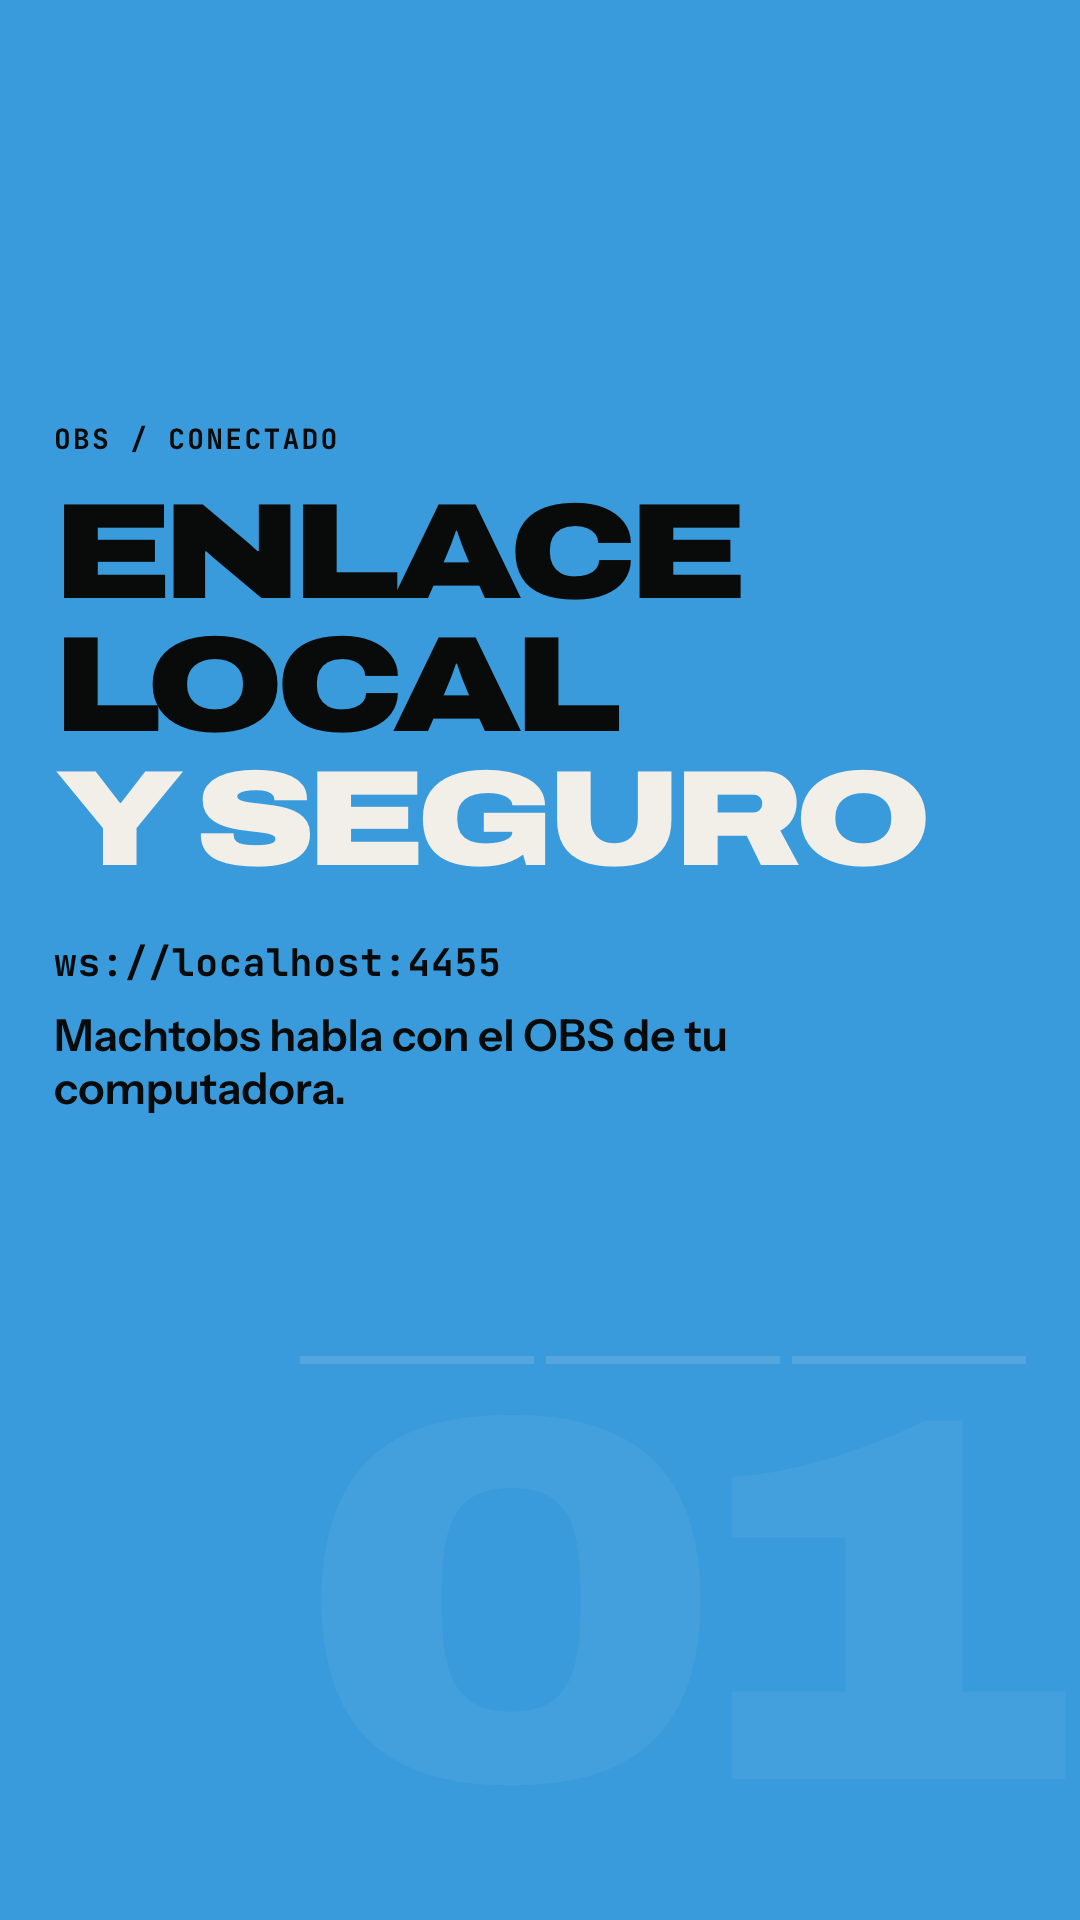 OBS / CONECTADO
ENLACE
LOCAL
Y SEGURO
ws://localhost:4455
Machtobs habla con el OBS de tu
computadora.
01